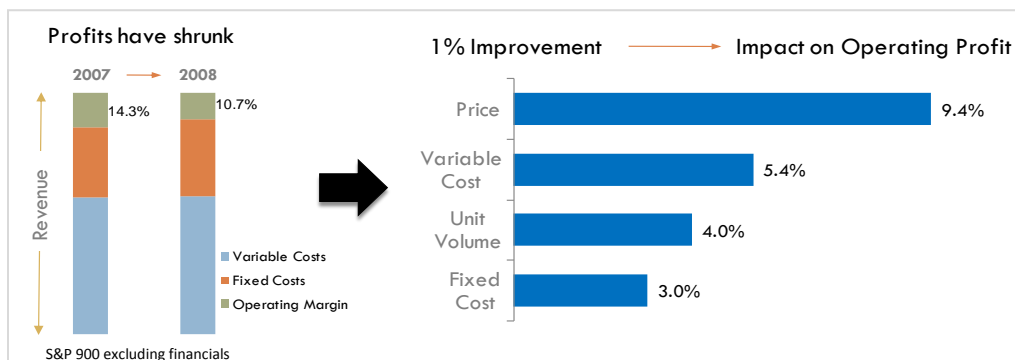 Profits have shrunk
2007
2008
14.3%
10.7%
Revenue
Variable Costs
Fixed Costs
Operating Margin
S&P 900 excluding financials
1% Improvement
Impact on Operating Profit
Price
9.4%
Variable
Cost
5.4%
Unit
Volume
4.0%
Fixed
Cost
3.0%